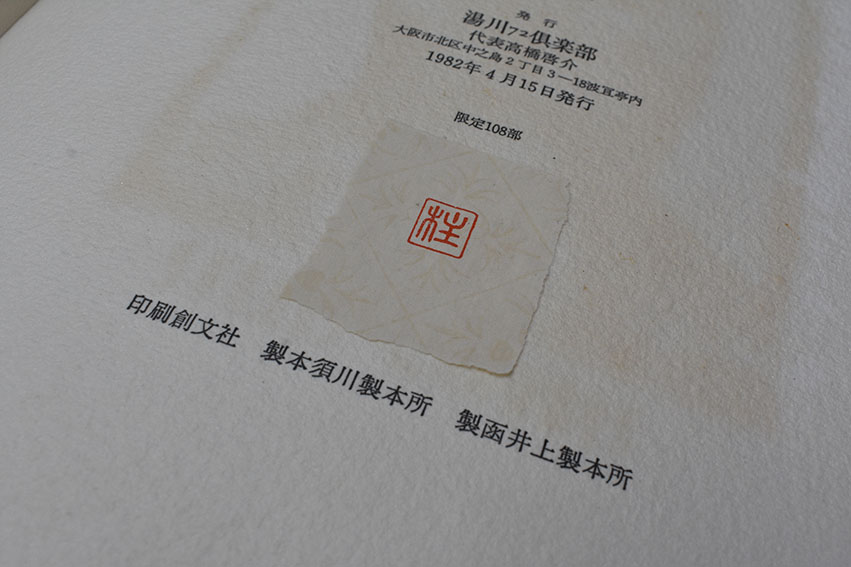 発行
湯川72倶楽部
代表高橋啓介
大阪市北区中之島2丁目3―18波宜亭内
1982年4月15日発行
限定108部
印刷創文社 製本須川製本所 製函井上製本所